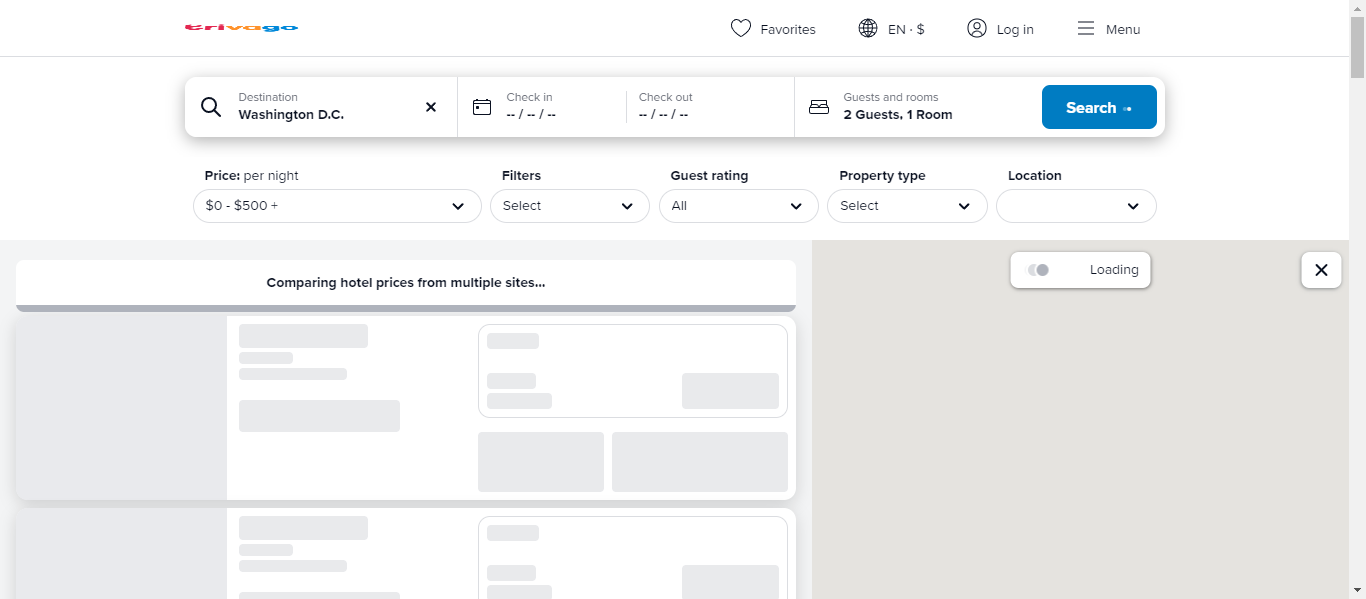 trivago
Favorites
EN · $
Log in
Menu
Destination
Washington D.C.
Check in
-- / -- / --
Check out
-- / -- / --
Guests and rooms
2 Guests, 1 Room
Search
Price: per night
$0 - $500 +
Filters
Select
Guest rating
All
Property type
Select
Location
Comparing hotel prices from multiple sites...
Loading